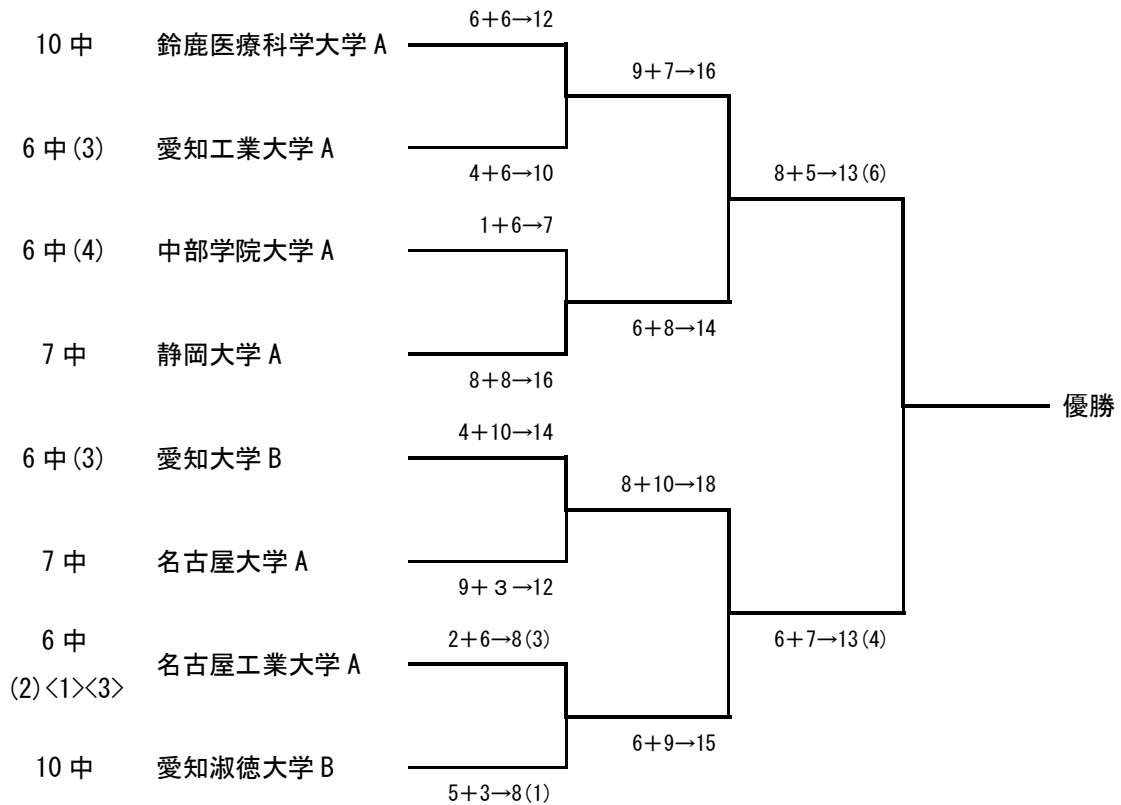 6＋6→12
10 中 鈴鹿医療科学大学 A
9＋7→16
6 中(3) 愛知工業大学 A
4＋6→10
8＋5→13(6)
1＋6→7
6 中(4) 中部学院大学 A
6＋8→14
7 中 静岡大学 A
8＋8→16
優勝
4＋10→14
6 中(3) 愛知大学 B
8＋10→18
7 中 名古屋大学 A
9＋３→12
6 中
2＋6→8(3)
6＋7→13(4)
名古屋工業大学 A
(2)<1><3>
6＋9→15
10 中 愛知淑徳大学 B
5＋3→8(1)